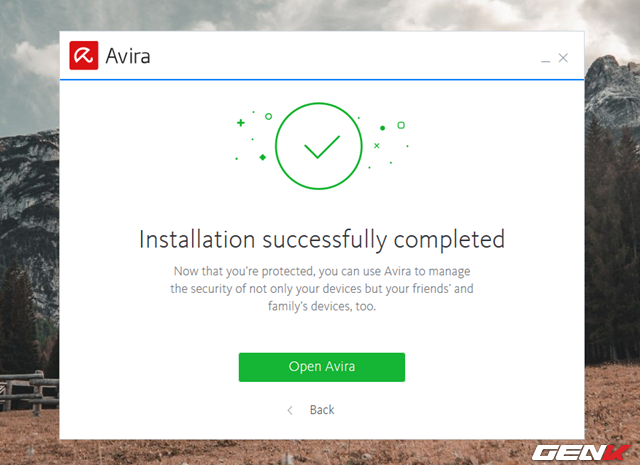 Avira
Installation successfully completed
Now that you're protected, you can use Avira to manage
the security of not only your devices but your friends' and
family's devices, too.
Open Avira
Back
GENK